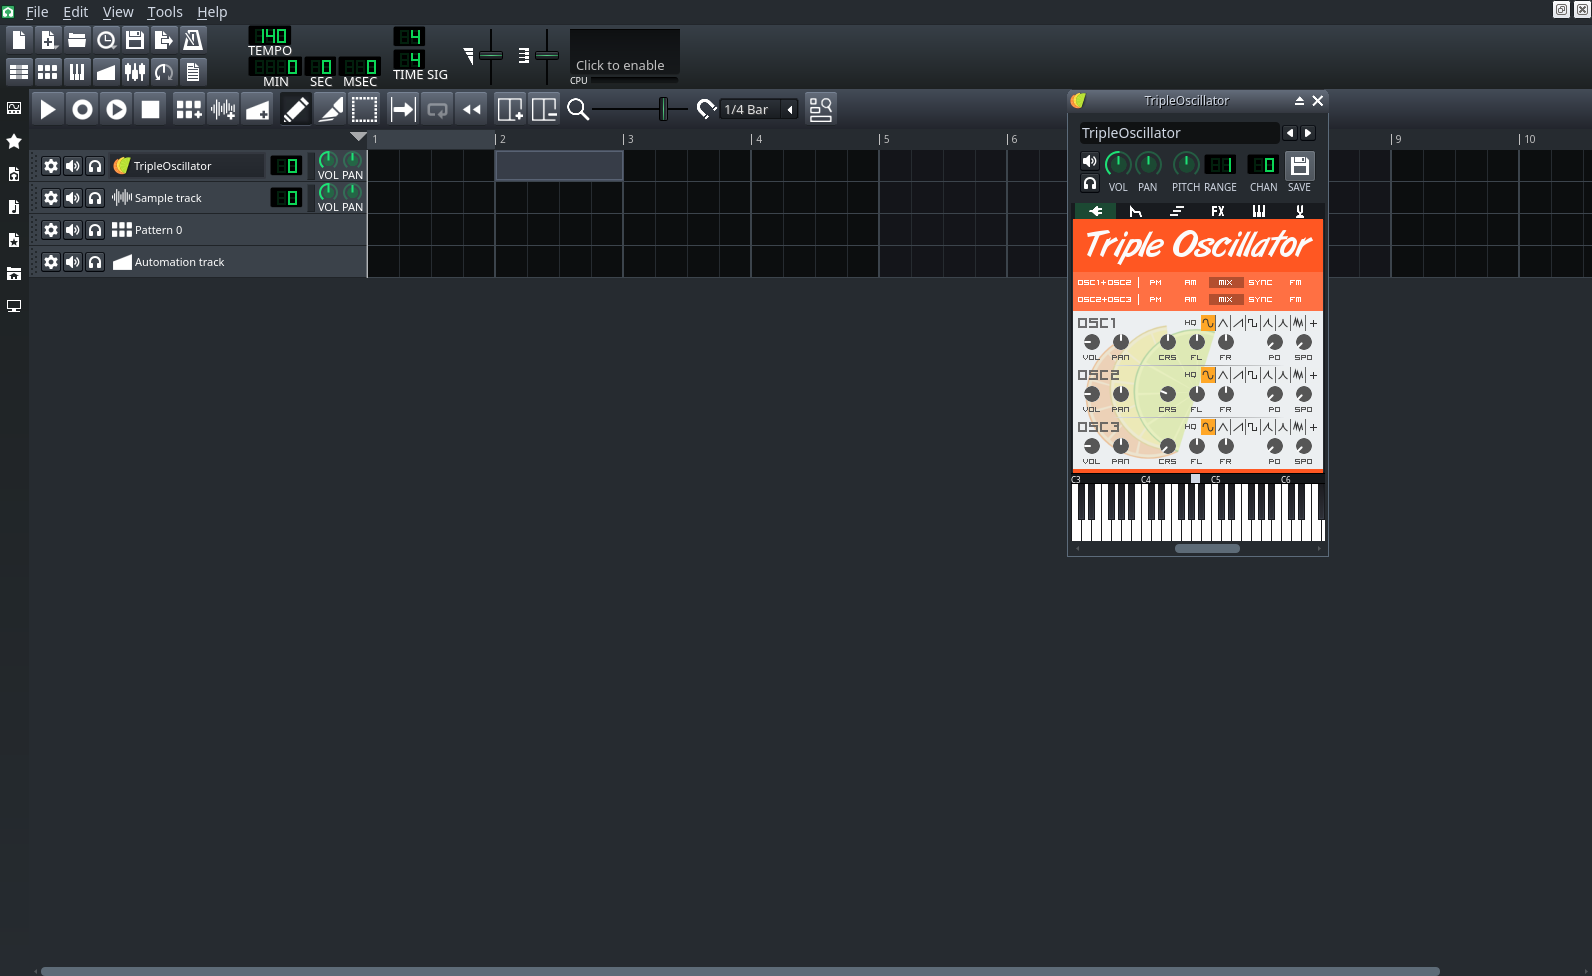 File Edit View Tools Help
140
TEMPO
4
4
TIME SIG
0 0 0
MIN SEC MSEC
Click to enable
CPU
1/4 Bar
TripleOscillator
1 2 3 4 5 6 9 10
TripleOscillator
TripleOscillator 0
VOL PAN
Sample track 0
VOL PAN
Pattern 0
Automation track
1 0
VOL PAN PITCH RANGE CHAN SAVE
FX
Triple Oscillator
OSC1+OSC2 PM AM MIX SYNC FM
OSC2+OSC3 PM AM MIX SYNC FM
OSC1 HQ
VOL PAN CRS FL FR PO SPO
OSC2 HQ
VOL PAN CRS FL FR PO SPO
OSC3 HQ
VOL PAN CRS FL FR PO SPO
C3 C4 C5 C6